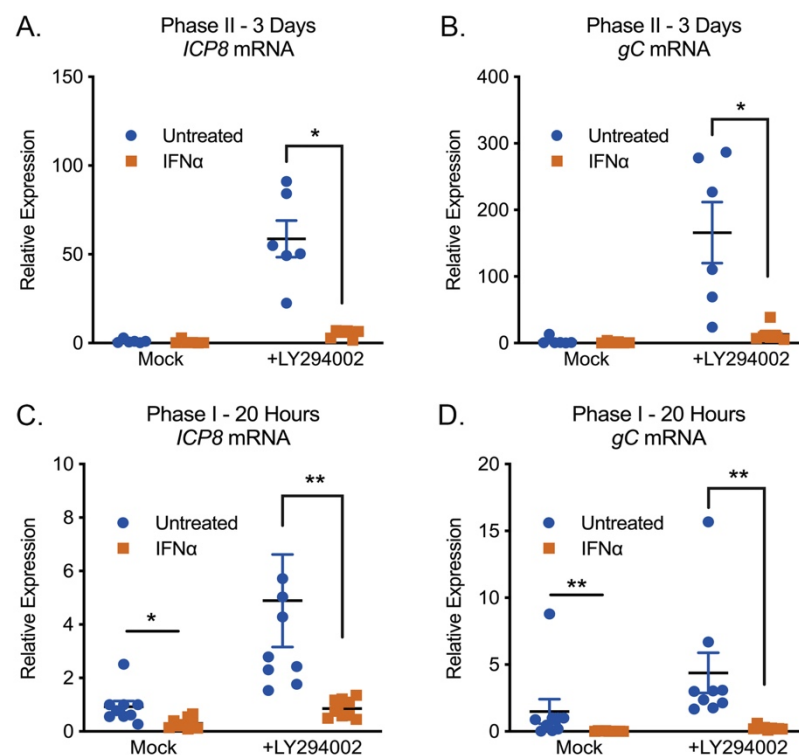 A.
Phase II - 3 Days
ICP8 mRNA
Relative Expression
150
100
50
0
Untreated
IFNα
*
Mock
+LY294002
B.
Phase II - 3 Days
gC mRNA
Relative Expression
400
300
200
100
0
Untreated
IFNα
*
Mock
+LY294002
C.
Phase I - 20 Hours
ICP8 mRNA
Relative Expression
10
8
6
4
2
0
Untreated
IFNα
*
**
Mock
+LY294002
D.
Phase I - 20 Hours
gC mRNA
Relative Expression
20
15
10
5
0
Untreated
IFNα
**
**
Mock
+LY294002